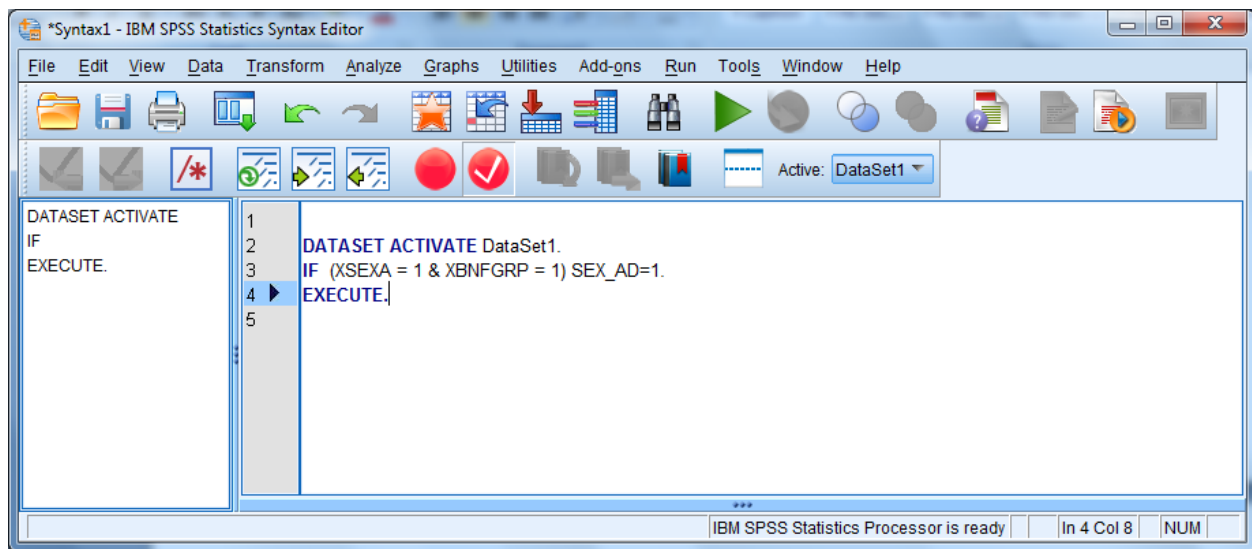 *Syntax1 - IBM SPSS Statistics Syntax Editor
File Edit View Data Transform Analyze Graphs Utilities Add-ons Run Tools Window Help
Active: DataSet1
DATASET ACTIVATE
IF
EXECUTE.
1
2 DATASET ACTIVATE DataSet1.
3 IF (XSEXA = 1 & XBNFGRP = 1) SEX_AD=1.
4 EXECUTE.
5
IBM SPSS Statistics Processor is ready In 4 Col 8 NUM